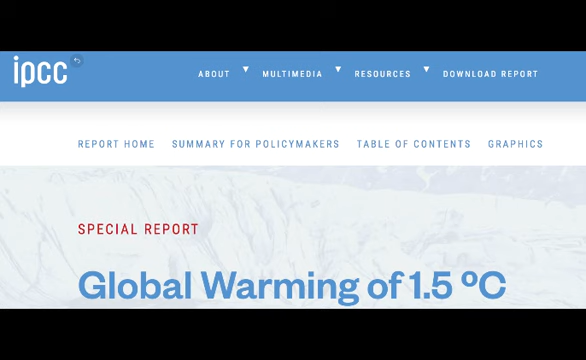 ipcc
ABOUT ▼ MULTIMEDIA ▼ RESOURCES ▼ DOWNLOAD REPORT
REPORT HOME SUMMARY FOR POLICYMAKERS TABLE OF CONTENTS GRAPHICS
SPECIAL REPORT
Global Warming of 1.5 ºC